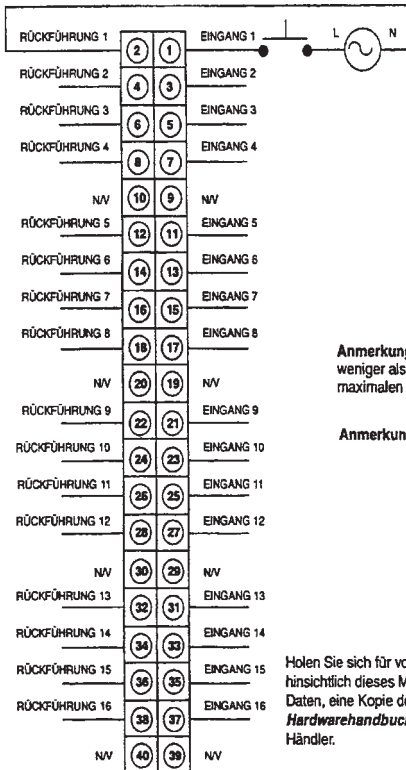 RÜCKFÜHRUNG 1 2 1 EINGANG 1 L N
RÜCKFÜHRUNG 2 4 3 EINGANG 2
RÜCKFÜHRUNG 3 6 5 EINGANG 3
RÜCKFÜHRUNG 4 8 7 EINGANG 4
N/V 10 9 N/V
RÜCKFÜHRUNG 5 12 11 EINGANG 5
RÜCKFÜHRUNG 6 14 13 EINGANG 6
RÜCKFÜHRUNG 7 16 15 EINGANG 7
RÜCKFÜHRUNG 8 18 17 EINGANG 8
N/V 20 19 N/V
RÜCKFÜHRUNG 9 22 21 EINGANG 9
RÜCKFÜHRUNG 10 24 23 EINGANG 10
RÜCKFÜHRUNG 11 26 25 EINGANG 11
RÜCKFÜHRUNG 12 28 27 EINGANG 12
N/V 30 29 N/V
RÜCKFÜHRUNG 13 32 31 EINGANG 13
RÜCKFÜHRUNG 14 34 33 EINGANG 14
RÜCKFÜHRUNG 15 36 35 EINGANG 15
RÜCKFÜHRUNG 16 38 37 EINGANG 16
N/V 40 39 N/V
Anmerkung
weniger als
maximalen
Anmerkun
Holen Sie sich für vo
hinsichtlich dieses M
Daten, eine Kopie de
Hardwarehandbuch
Händler.